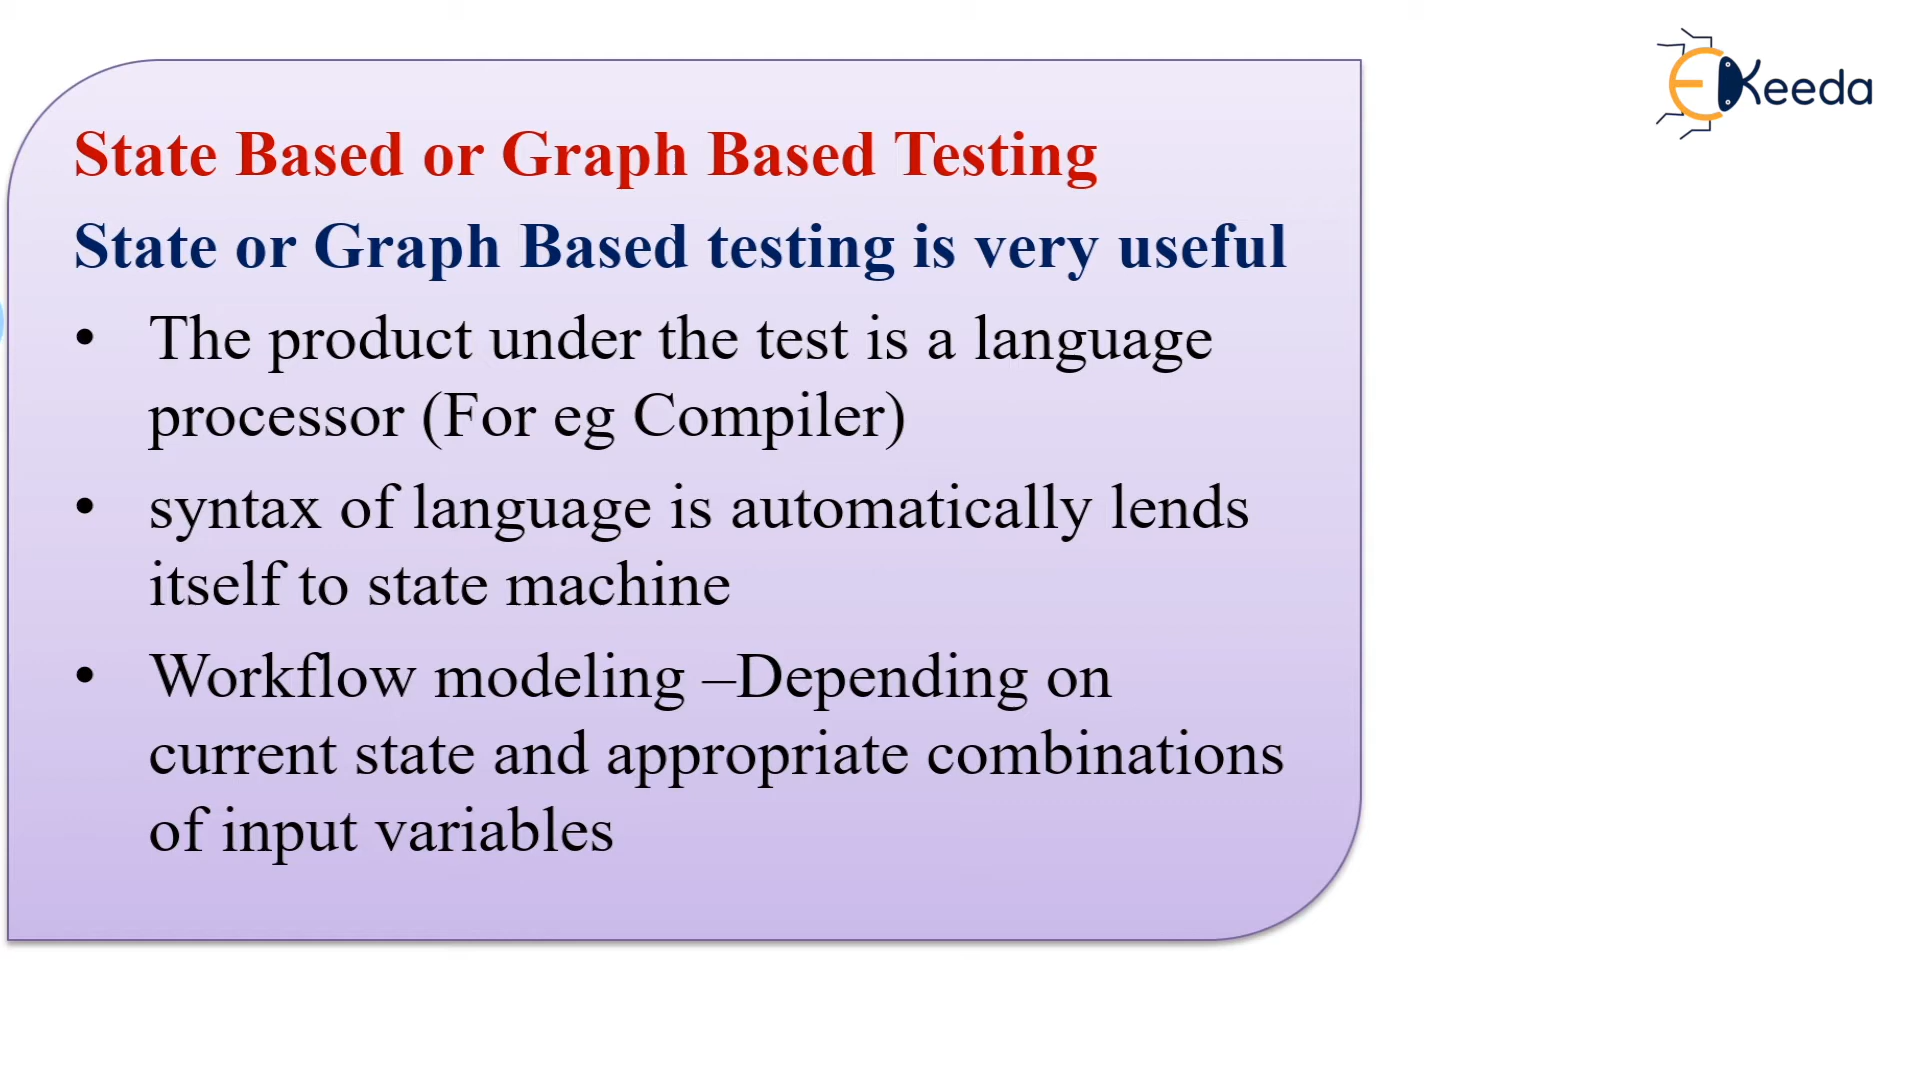 EKeeda
State Based or Graph Based Testing
State or Graph Based testing is very useful
• The product under the test is a language
processor (For eg Compiler)
• syntax of language is automatically lends
itself to state machine
• Workflow modeling –Depending on
current state and appropriate combinations
of input variables